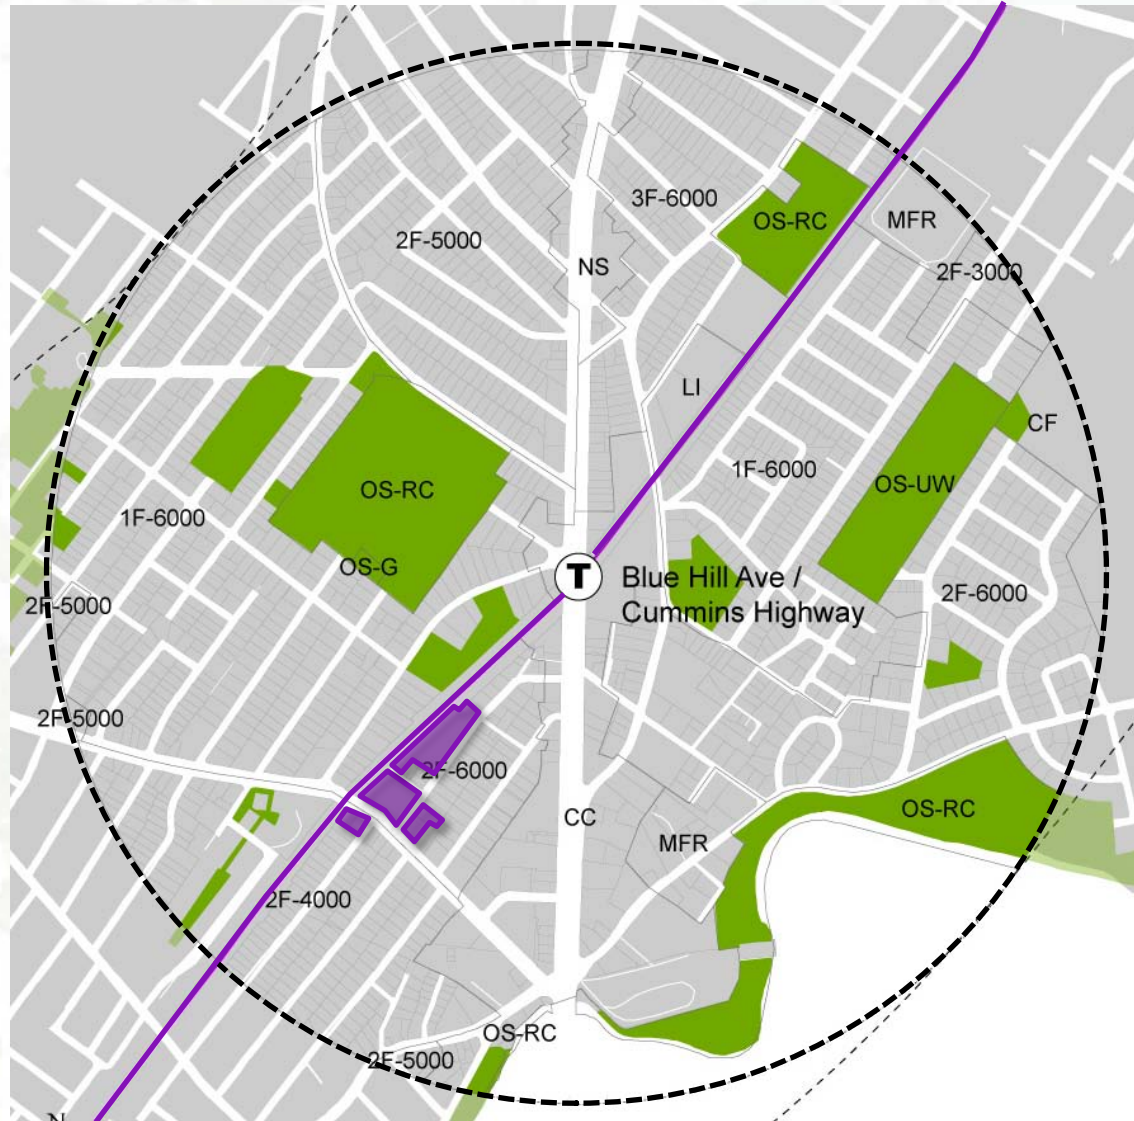 3F-6000
OS-RC
MFR
2F-5000
NS
2F-3000
LI
CF
1F-6000
OS-UW
OS-RC
1F-6000
OS-G
T
Blue Hill Ave /
Cummins Highway
2F-6000
2F-5000
2F-5000
2F-6000
OS-RC
CC
MFR
2F-4000
OS-RC
2F-5000
N